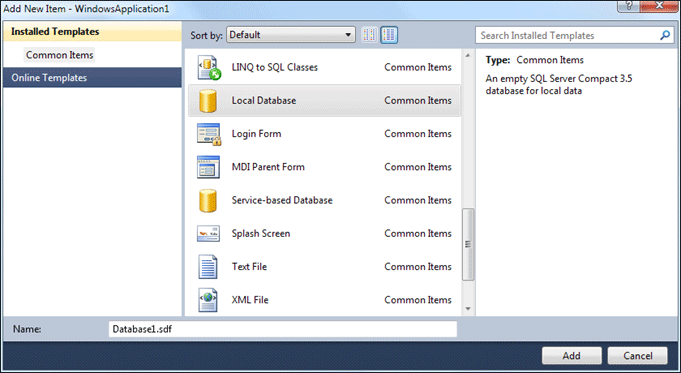 Add New Item - WindowsApplication1
Installed Templates
Common Items
Online Templates
Sort by: Default
Search Installed Templates
LINQ to SQL Classes Common Items
Local Database Common Items
Login Form Common Items
MDI Parent Form Common Items
Service-based Database Common Items
Splash Screen Common Items
Text File Common Items
XML File Common Items
Type: Common Items
An empty SQL Server Compact 3.5
database for local data
Name: Database1.sdf
Add Cancel